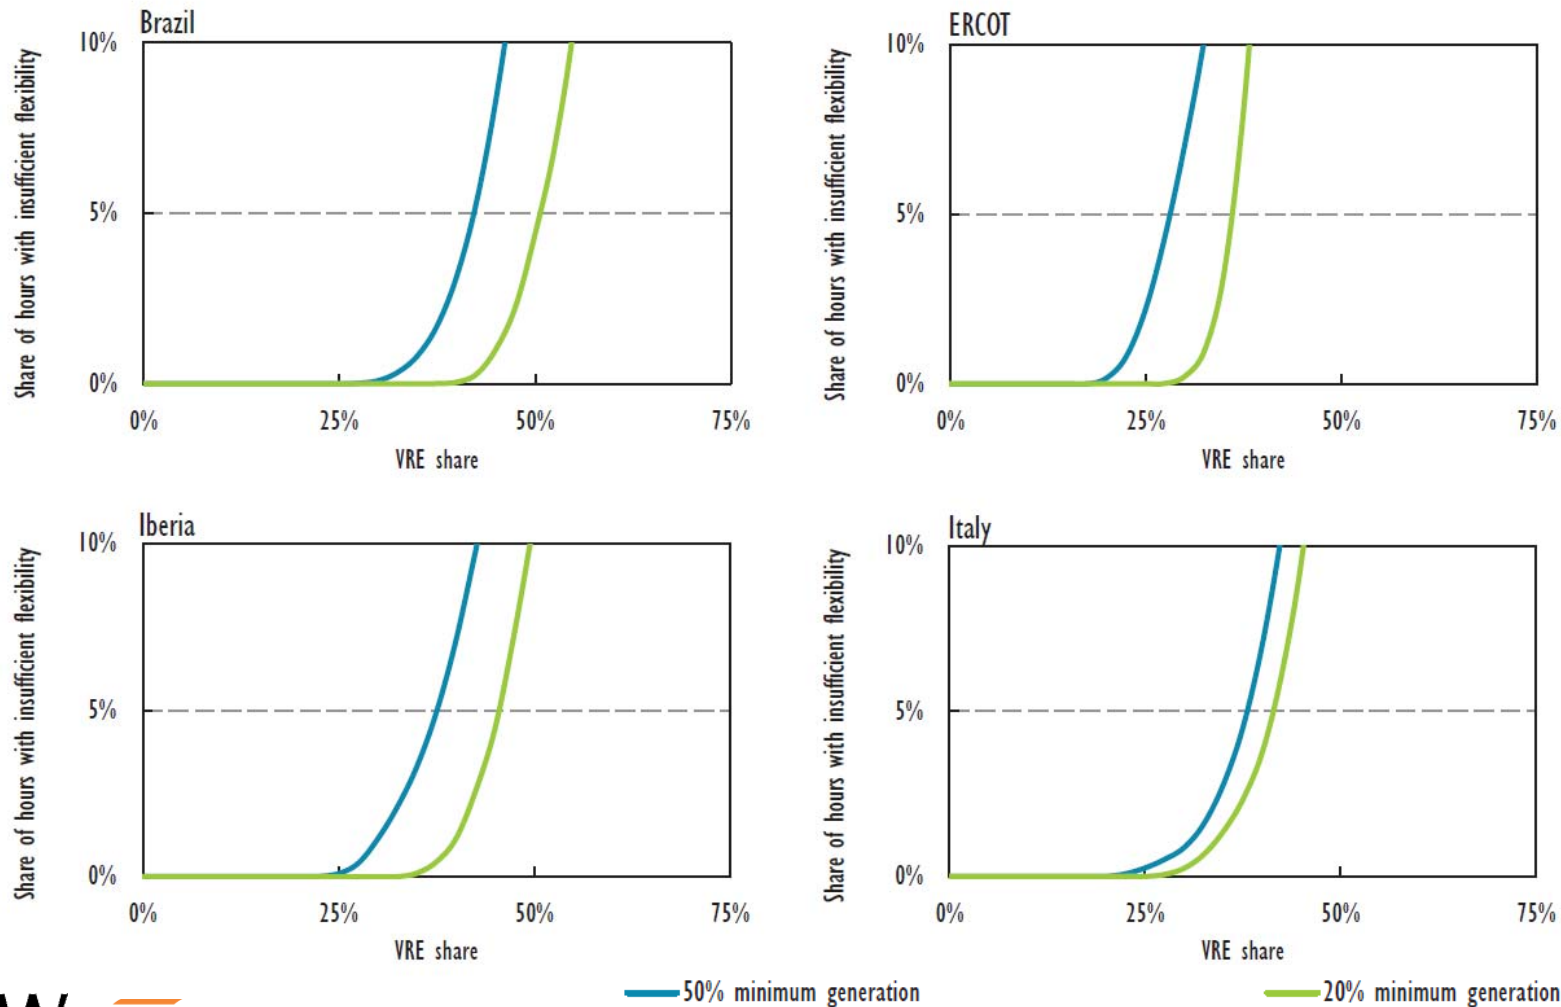 Brazil
Share of hours with insufficient flexibility
10%
5%
0%
0% 25% 50% 75%
VRE share
ERCOT
Share of hours with insufficient flexibility
10%
5%
0%
0% 25% 50% 75%
VRE share
Iberia
Share of hours with insufficient flexibility
10%
5%
0%
0% 25% 50% 75%
VRE share
Italy
Share of hours with insufficient flexibility
10%
5%
0%
0% 25% 50% 75%
VRE share
50% minimum generation 20% minimum generation